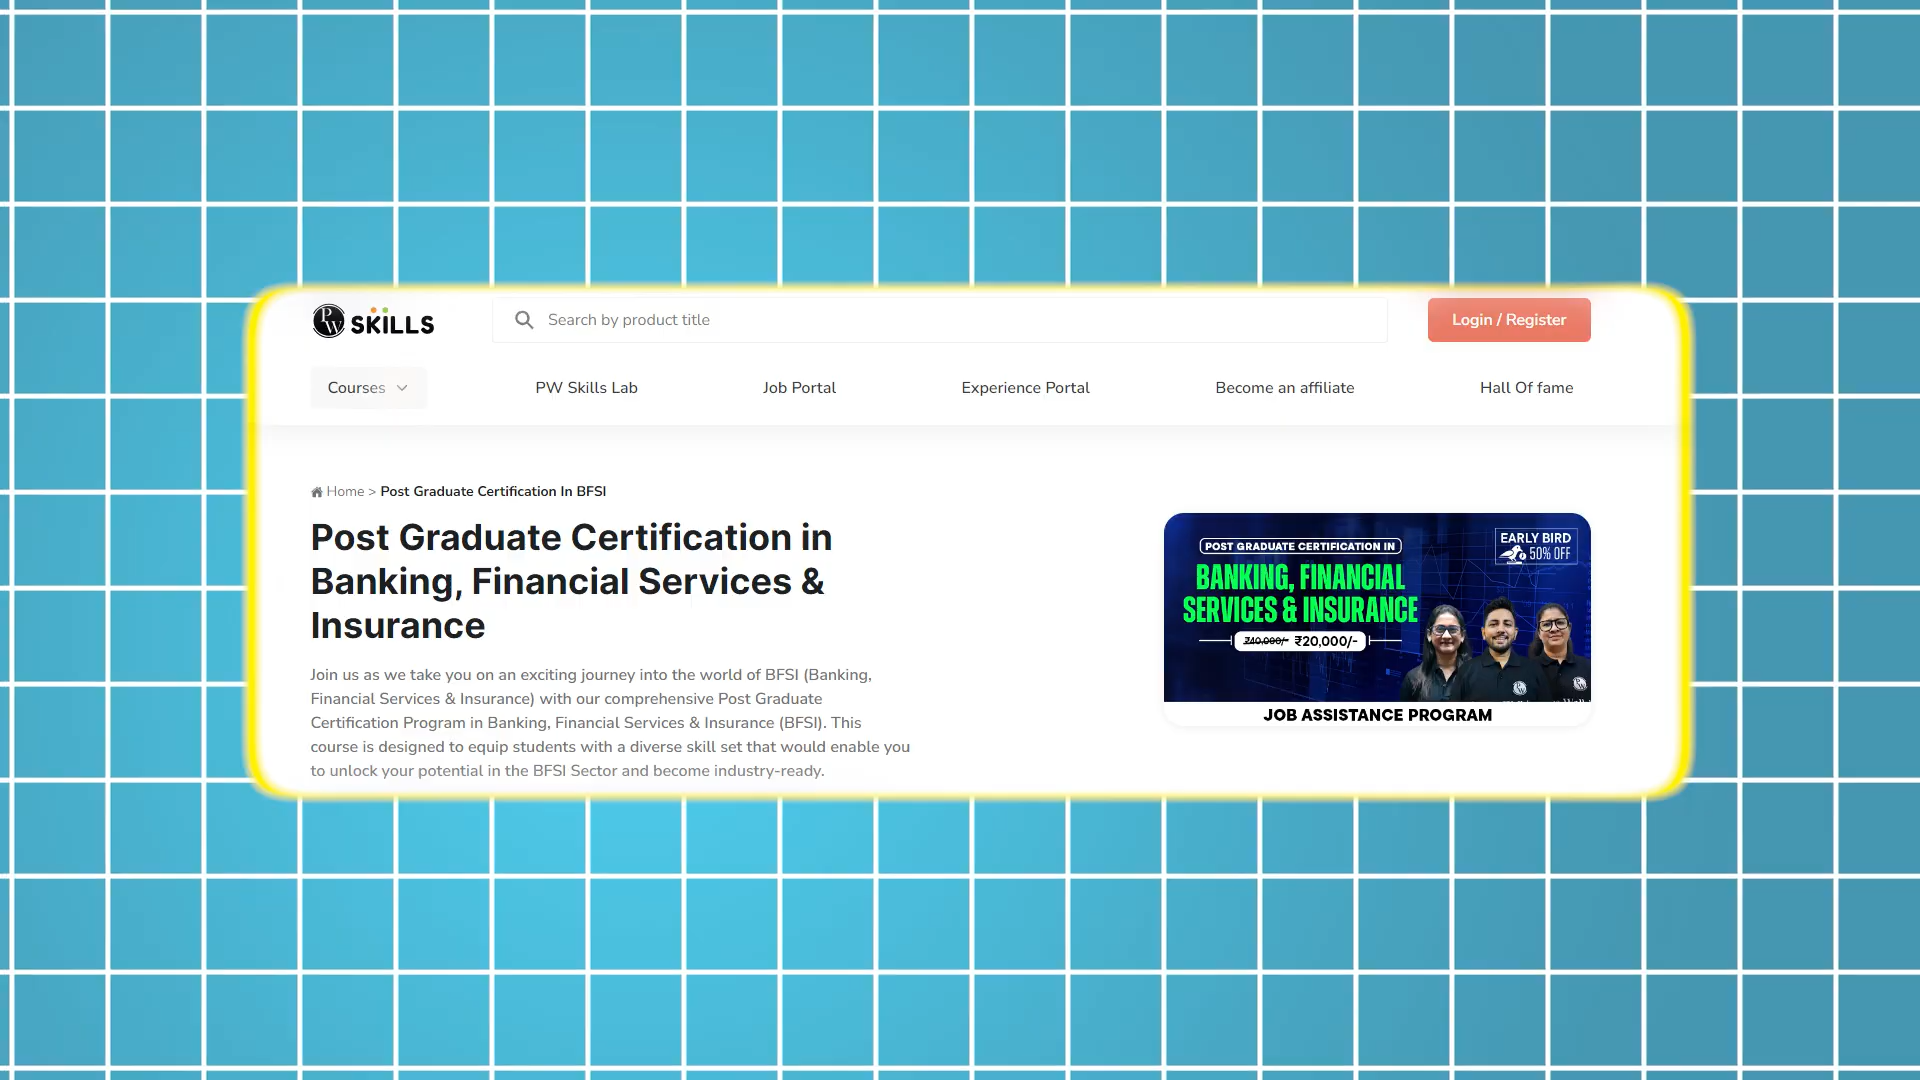 PW SKILLS
Search by product title
Login / Register
Courses
PW Skills Lab
Job Portal
Experience Portal
Become an affiliate
Hall Of fame
Home > Post Graduate Certification In BFSI
Post Graduate Certification in
Banking, Financial Services &
Insurance
Join us as we take you on an exciting journey into the world of BFSI (Banking,
Financial Services & Insurance) with our comprehensive Post Graduate
Certification Program in Banking, Financial Services & Insurance (BFSI). This
course is designed to equip students with a diverse skill set that would enable you
to unlock your potential in the BFSI Sector and become industry-ready.
POST GRADUATE CERTIFICATION IN
BANKING, FINANCIAL
SERVICES & INSURANCE
₹40,000/- ₹20,000/-
EARLY BIRD
50% OFF
JOB ASSISTANCE PROGRAM